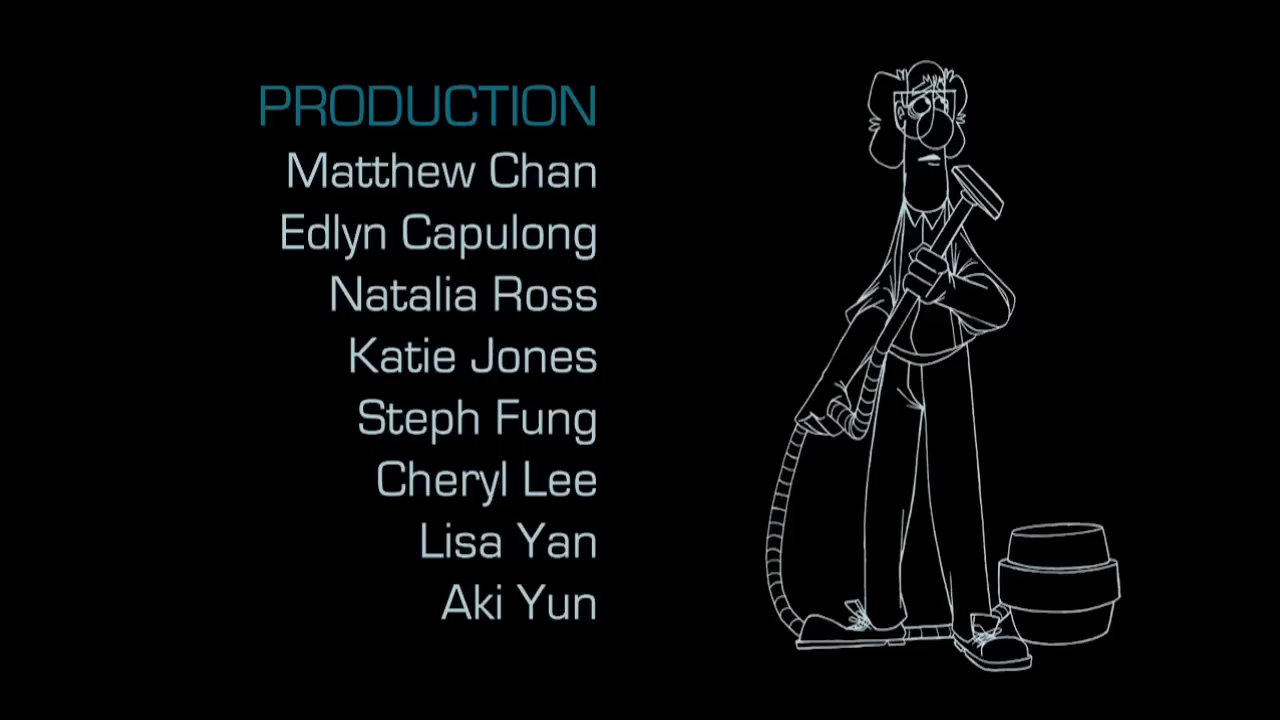 PRODUCTION
Matthew Chan
Edlyn Capulong
Natalia Ross
Katie Jones
Steph Fung
Cheryl Lee
Lisa Yan
Aki Yun